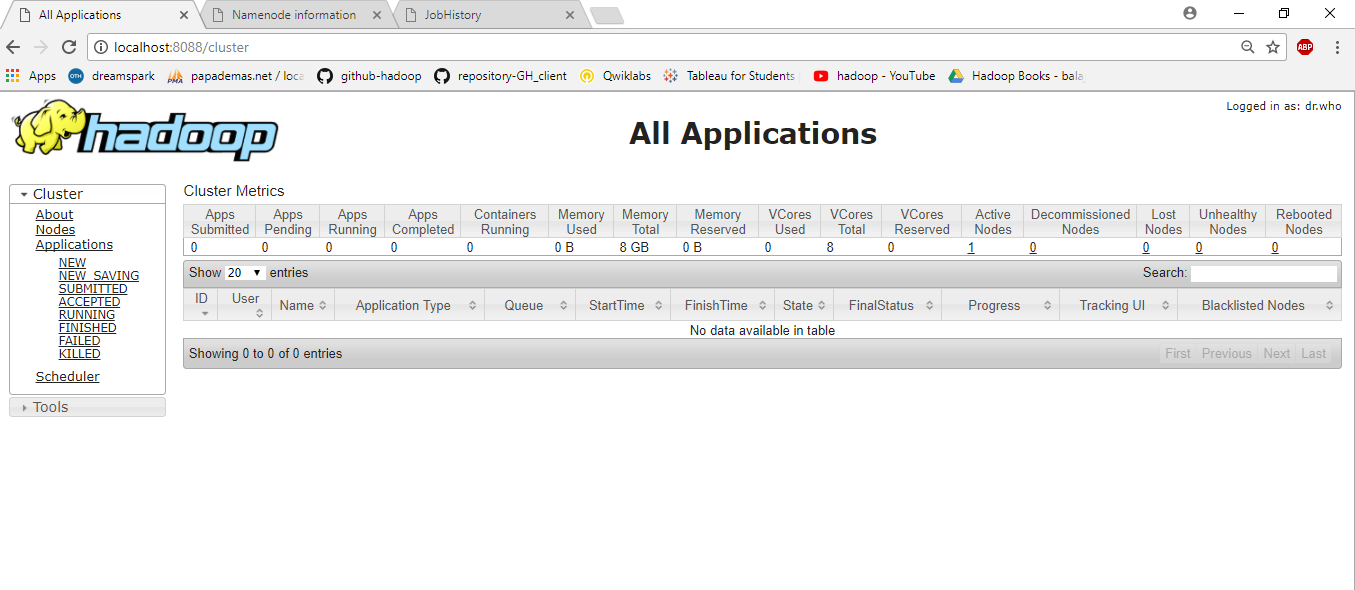 All Applications
Namenode information
JobHistory
localhost:8088/cluster
ABP
Apps
OTH
dreamspark
PMA
papademas.net / loca
github-hadoop
repository-GH_client
Qwiklabs
Tableau for Students
hadoop - YouTube
Hadoop Books - bala
Logged in as: dr.who
hadoop
All Applications
Cluster
About
Nodes
Applications
NEW
NEW_SAVING
SUBMITTED
ACCEPTED
RUNNING
FINISHED
FAILED
KILLED
Scheduler
Tools
Cluster Metrics
Apps Submitted Apps Pending Apps Running Apps Completed Containers Running Memory Used Memory Total Memory Reserved VCores Used VCores Total VCores Reserved Active Nodes Decommissioned Nodes Lost Nodes Unhealthy Nodes Rebooted Nodes
0 0 0 0 0 0 B 8 GB 0 B 0 8 0 1 0 0 0 0
Show 20 entries Search:
ID User Name Application Type Queue StartTime FinishTime State FinalStatus Progress Tracking UI Blacklisted Nodes
No data available in table
Showing 0 to 0 of 0 entries First Previous Next Last